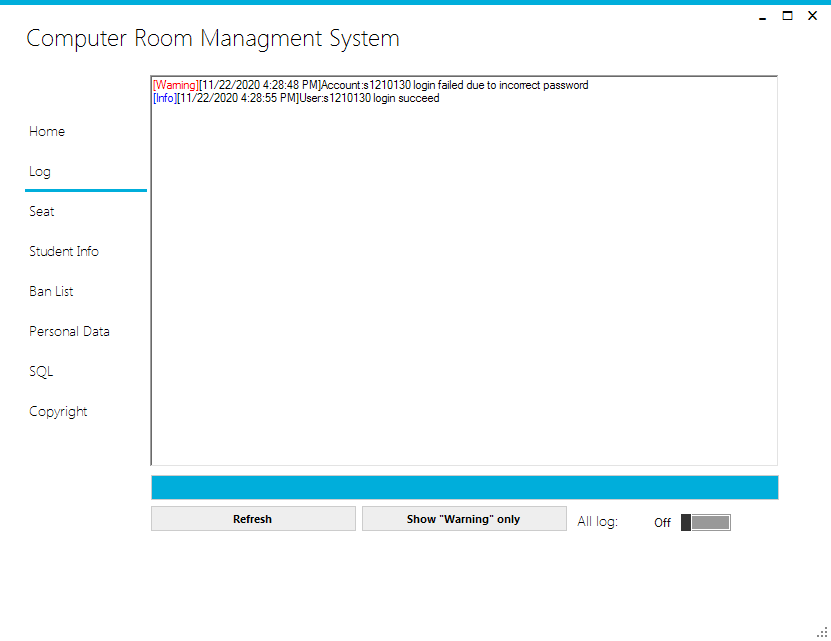 Computer Room Managment System
Home
Log
Seat
Student Info
Ban List
Personal Data
SQL
Copyright
[Warning][11/22/2020 4:28:48 PM]Account:s1210130 login failed due to incorrect password
[Info][11/22/2020 4:28:55 PM]User:s1210130 login succeed
Refresh
Show "Warning" only
All log:
Off